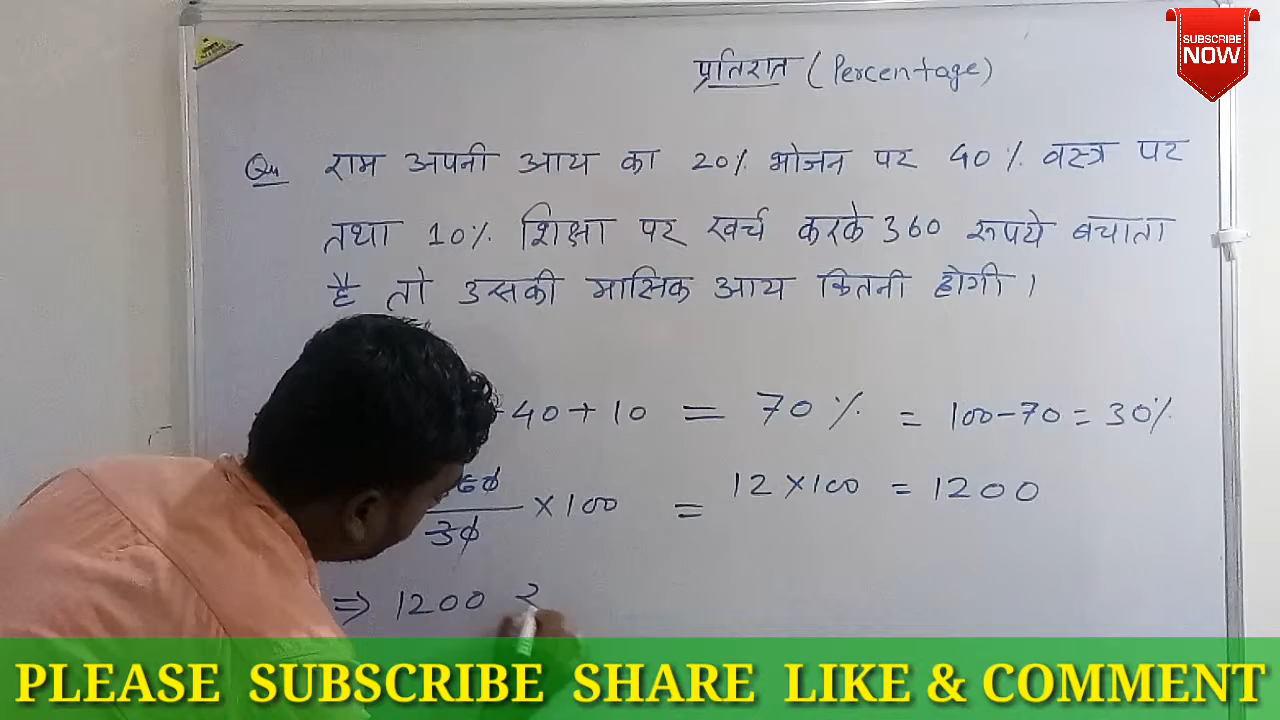 SUBSCRIBE
NOW
प्रतिशत (Percentage)
Qu राम अपनी आय का 20% भोजन पर 40% वस्त्र पर
तथा 10% शिक्षा पर खर्च करके 360 रूपये बचाता
है तो उसकी मासिक आय कितनी होगी।
40+10 = 70% = 100-70=30%
30 ×100 = 12×100 = 1200
⇒ 1200
PLEASE SUBSCRIBE SHARE LIKE & COMMENT